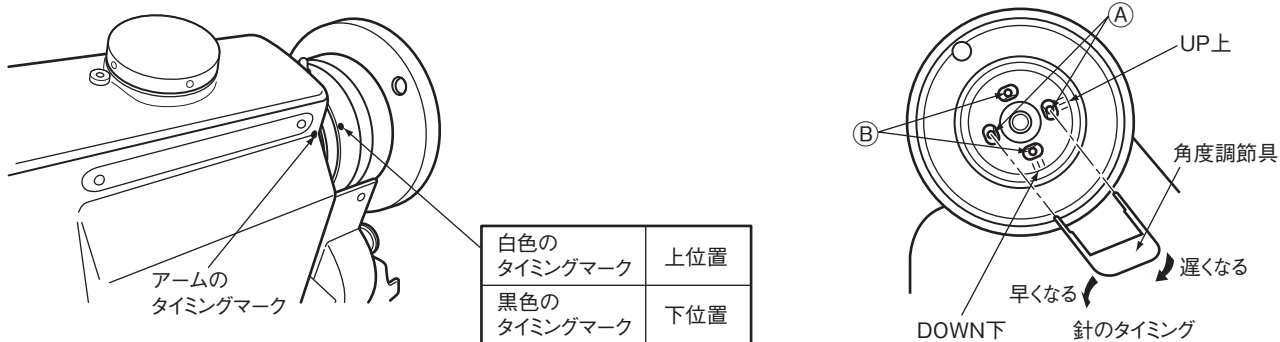 アームの
タイミングマーク
白色の
タイミングマーク
上位置
黒色の
タイミングマーク
下位置
Ⓐ
UP上
Ⓑ
角度調節具
遅くなる
早くなる
DOWN下
針のタイミング